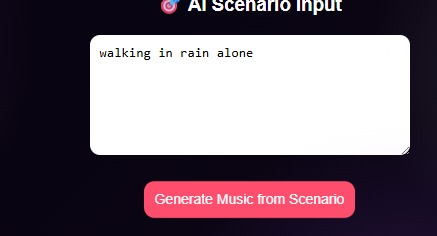 🎯 AI Scenario Input
walking in rain alone
Generate Music from Scenario